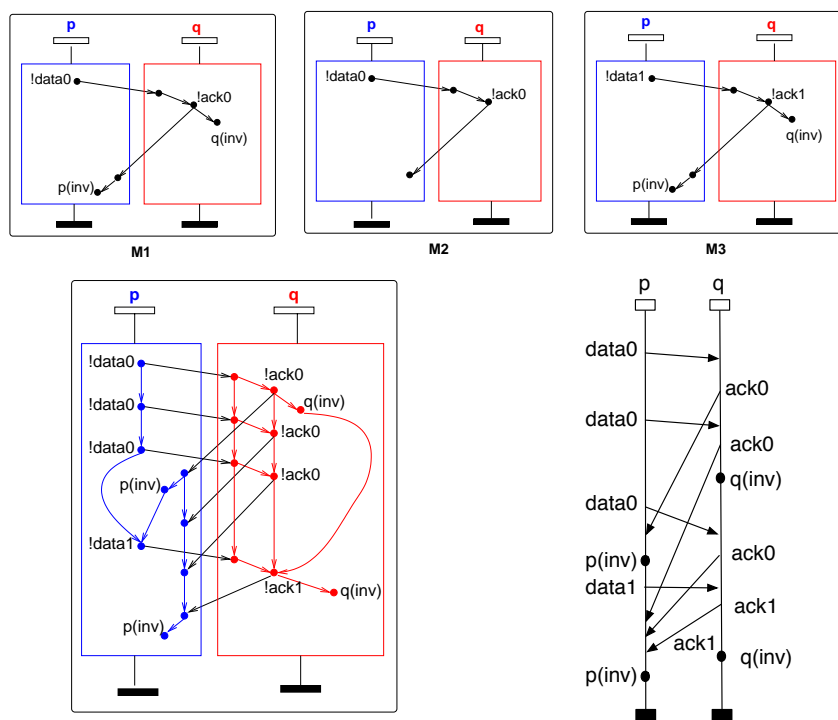 p
q
!data0
!ack0
q(inv)
p(inv)
M1
p
q
!data0
!ack0
M2
p
q
!data1
!ack1
q(inv)
p(inv)
M3
p
q
!data0
!ack0
q(inv)
!data0
!ack0
!data0
!ack0
p(inv)
!data1
!ack1
q(inv)
p(inv)
p
q
data0
ack0
data0
ack0
q(inv)
data0
ack0
p(inv)
data1
ack1
ack1
q(inv)
p(inv)